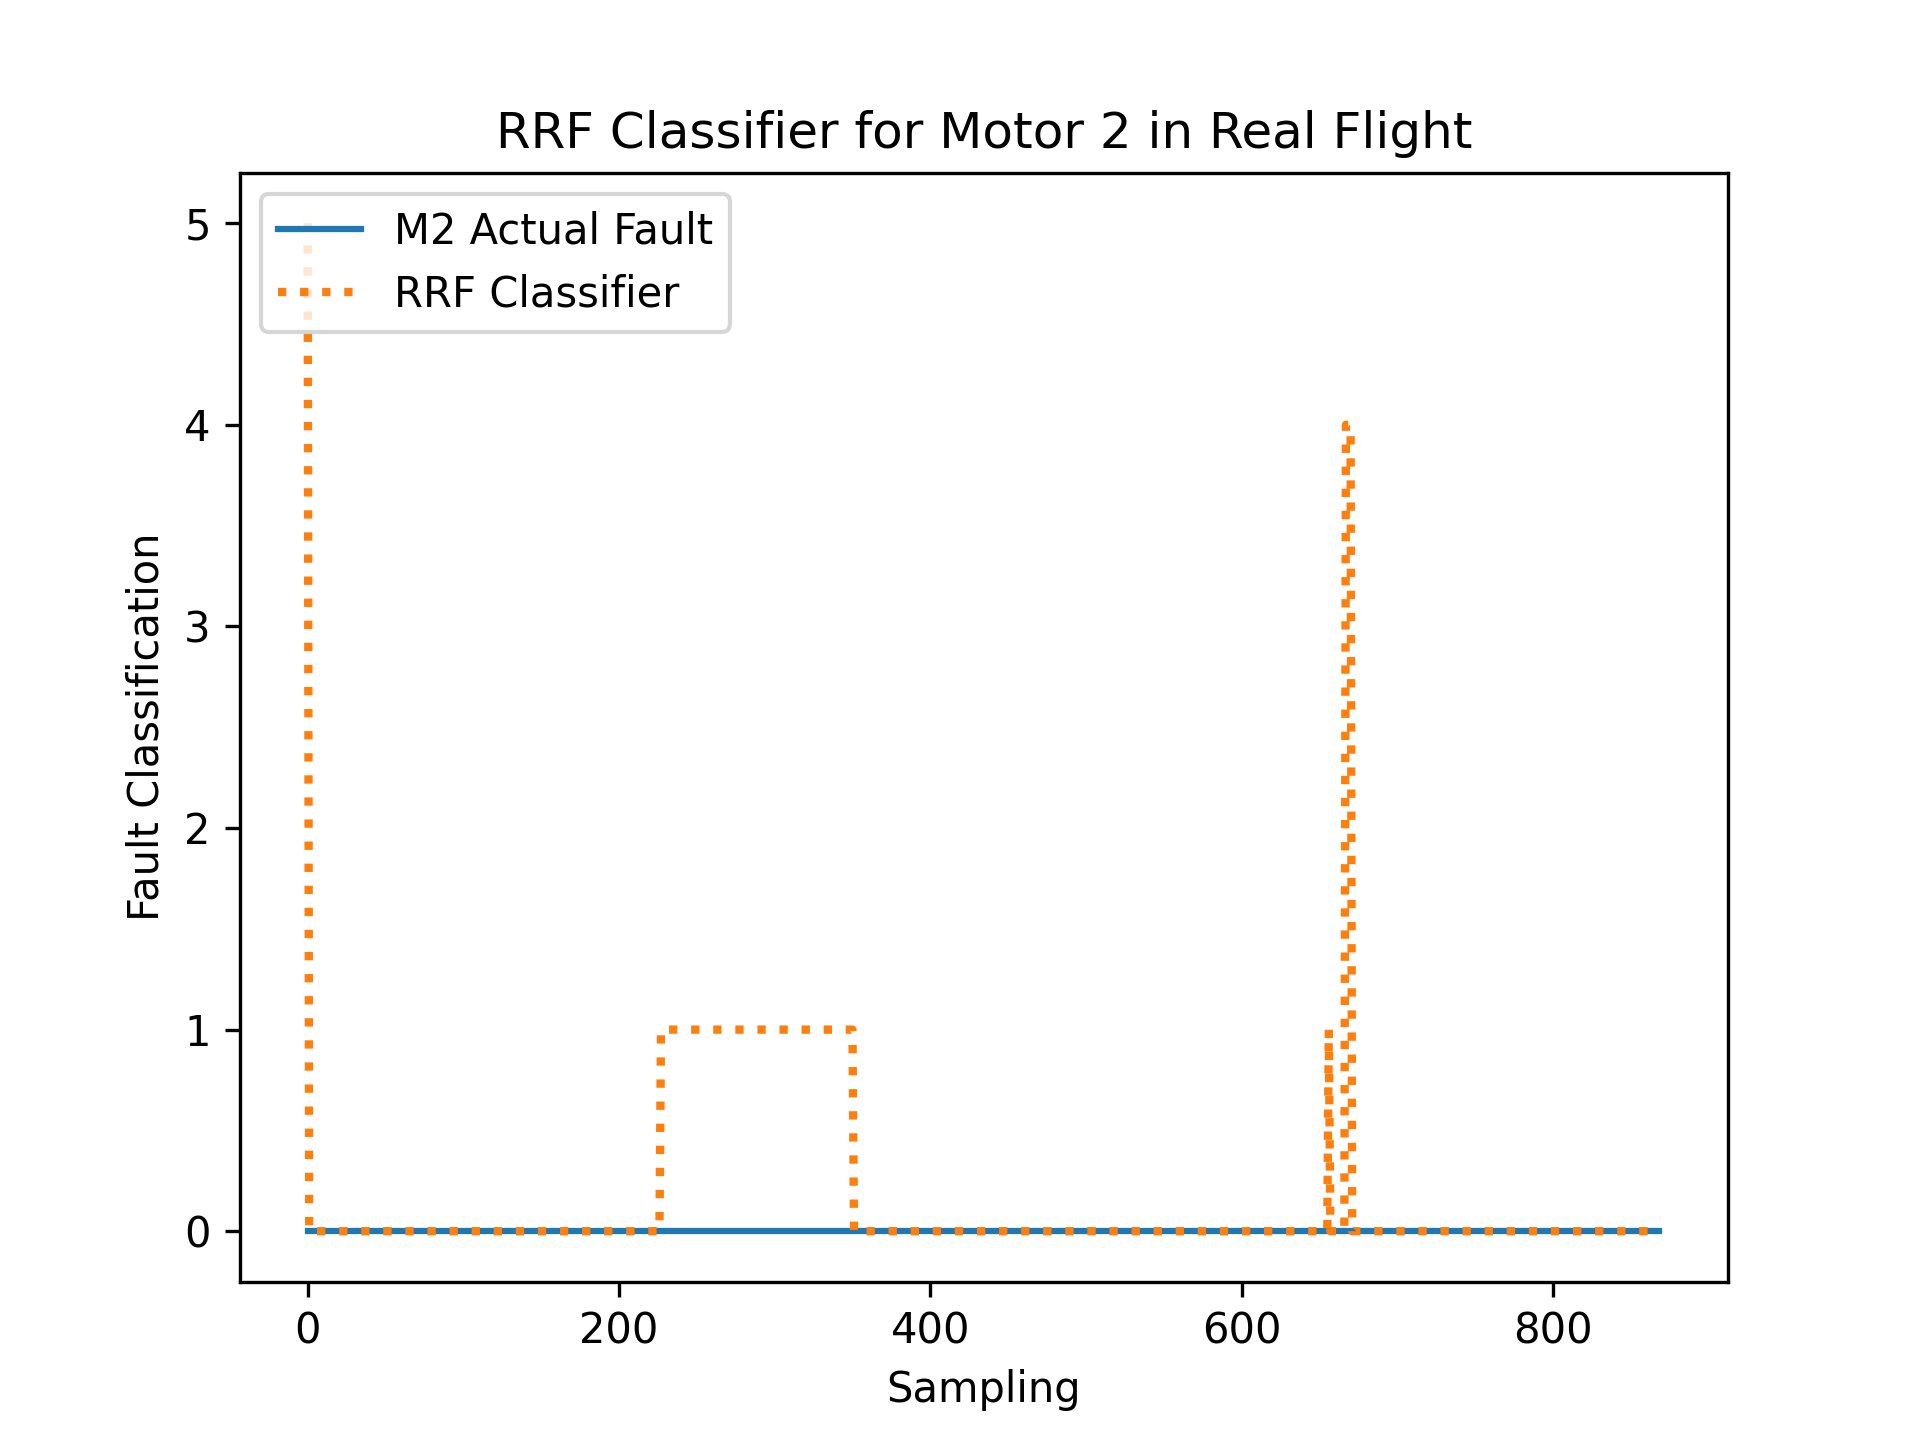 RRF Classifier for Motor 2 in Real Flight
M2 Actual Fault
RRF Classifier
5
4
3
2
1
0
Fault Classification
0 200 400 600 800
Sampling